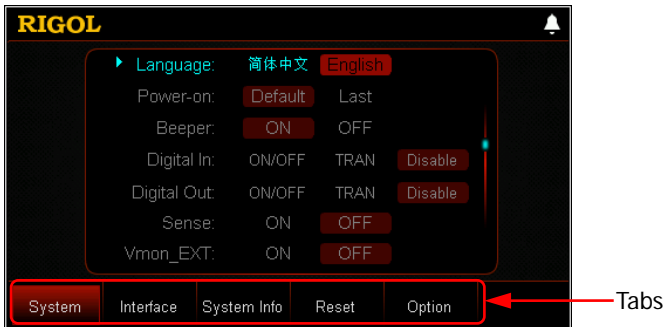 RIGOL
Language: 简体中文 English
Power-on: Default Last
Beeper: ON OFF
Digital In: ON/OFF TRAN Disable
Digital Out: ON/OFF TRAN Disable
Sense: ON OFF
Vmon_EXT: ON OFF
System Interface System Info Reset Option
Tabs